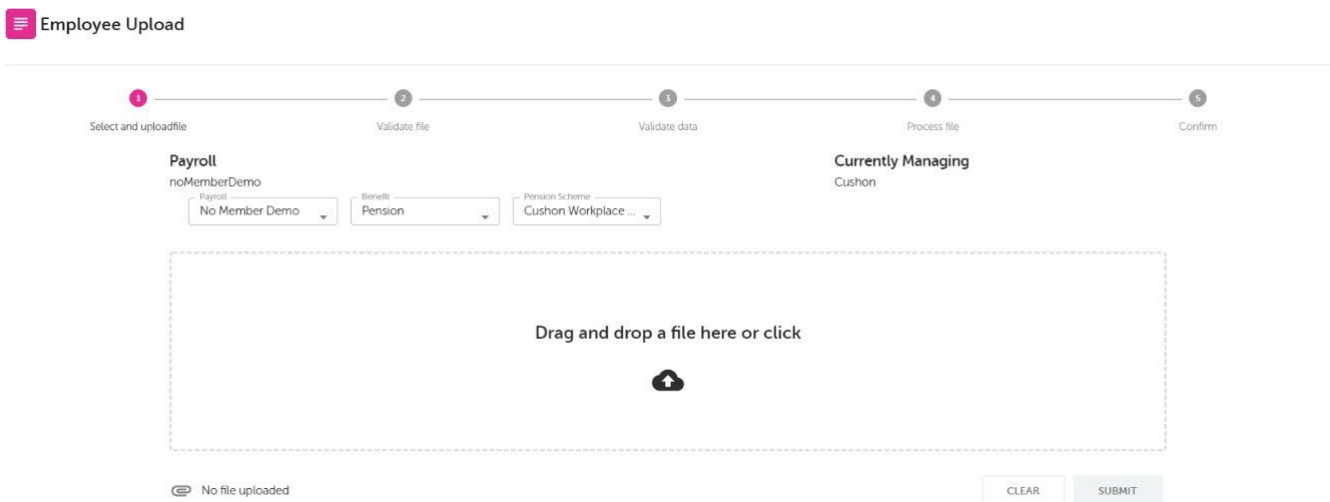 Employee Upload
1 2 3 4 5
Select and uploadfile Validate file Validate data Process file Confirm
Payroll Currently Managing
noMemberDemo Cushon
Payroll Benefit Pension Scheme
No Member Demo Pension Cushon Workplace ...
Drag and drop a file here or click
No file uploaded CLEAR SUBMIT